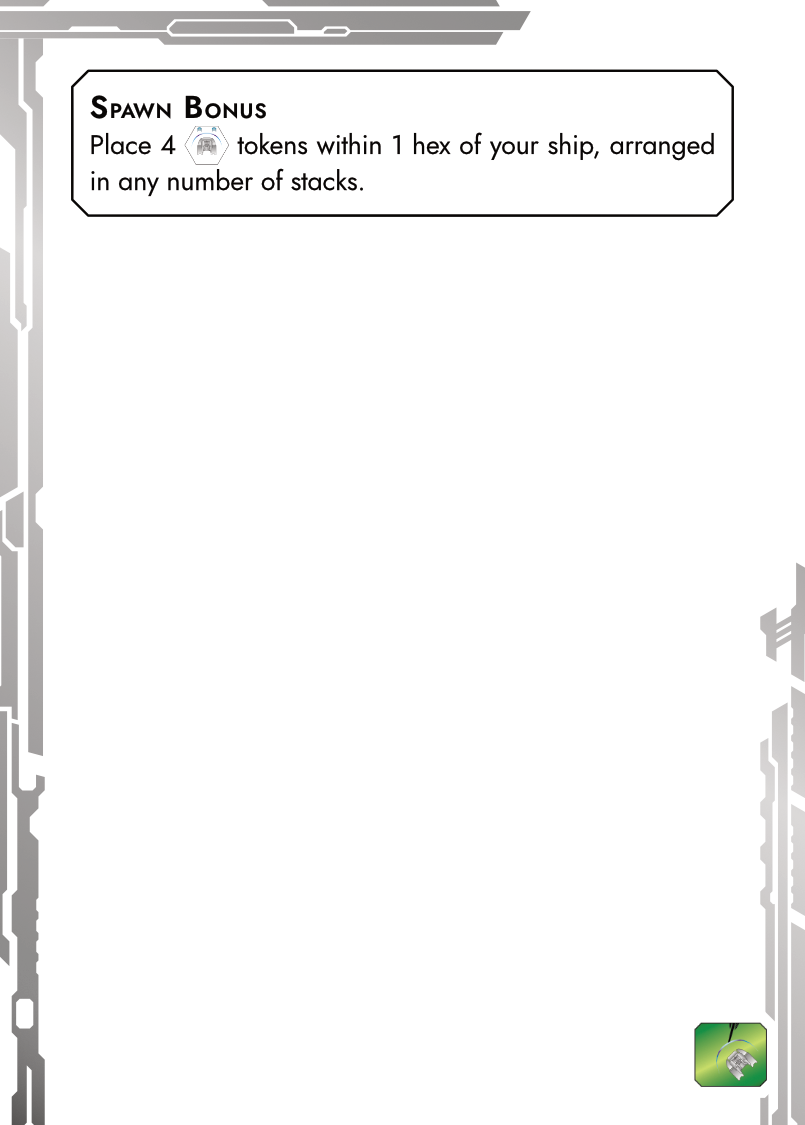 Spawn Bonus
Place 4 tokens within 1 hex of your ship, arranged
in any number of stacks.